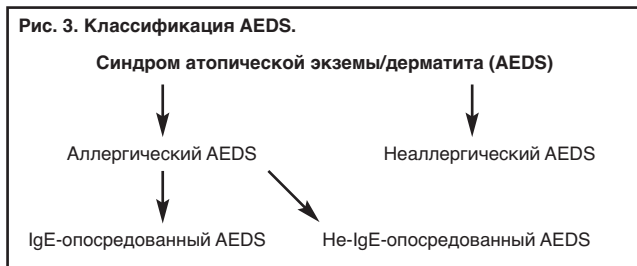 Рис. 3. Классификация AEDS.
Синдром атопической экземы/дерматита (AEDS)
Аллергический AEDS Неаллергический AEDS
IgE-опосредованный AEDS Не-IgE-опосредованный AEDS